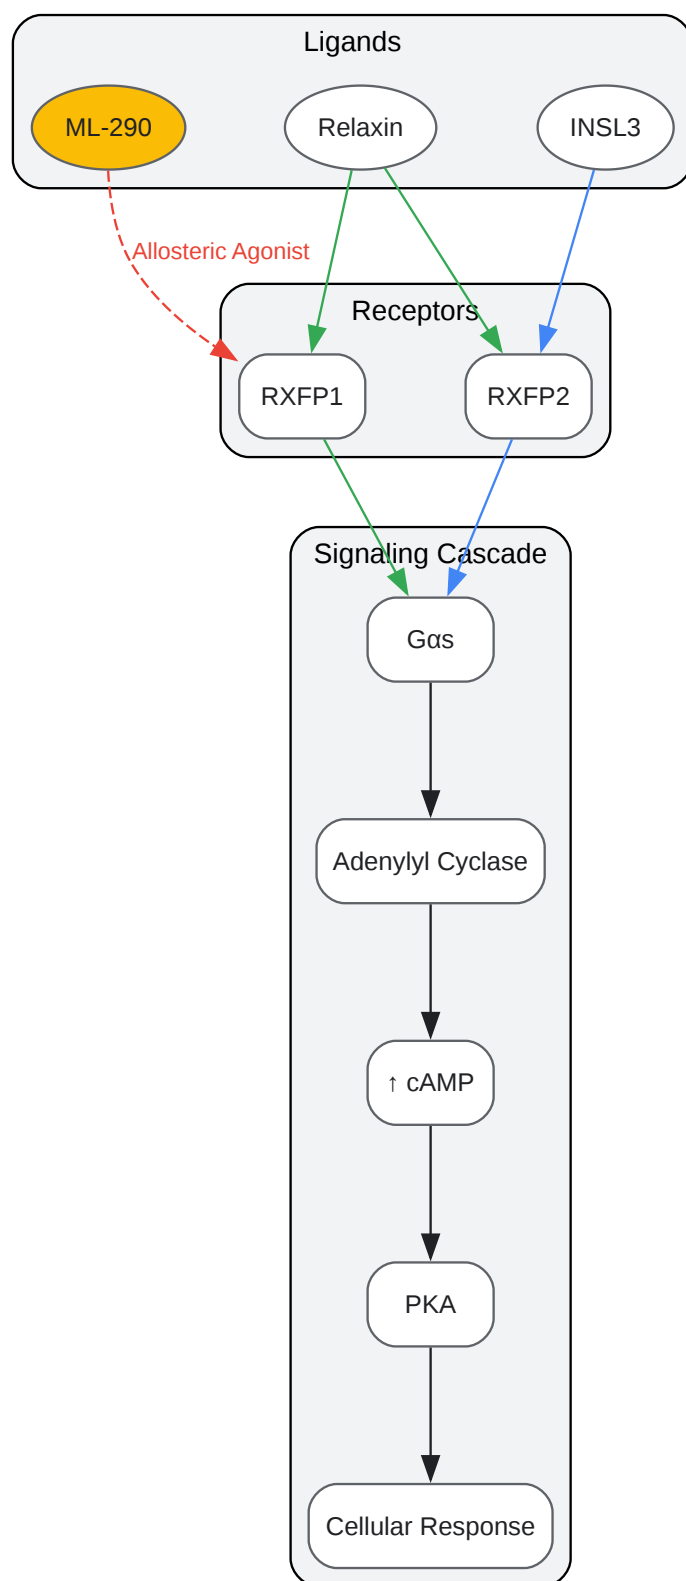 Ligands
ML-290
Relaxin
INSL3
Allosteric Agonist
Receptors
RXFP1
RXFP2
Signaling Cascade
Gαs
Adenylyl Cyclase
↑ cAMP
PKA
Cellular Response